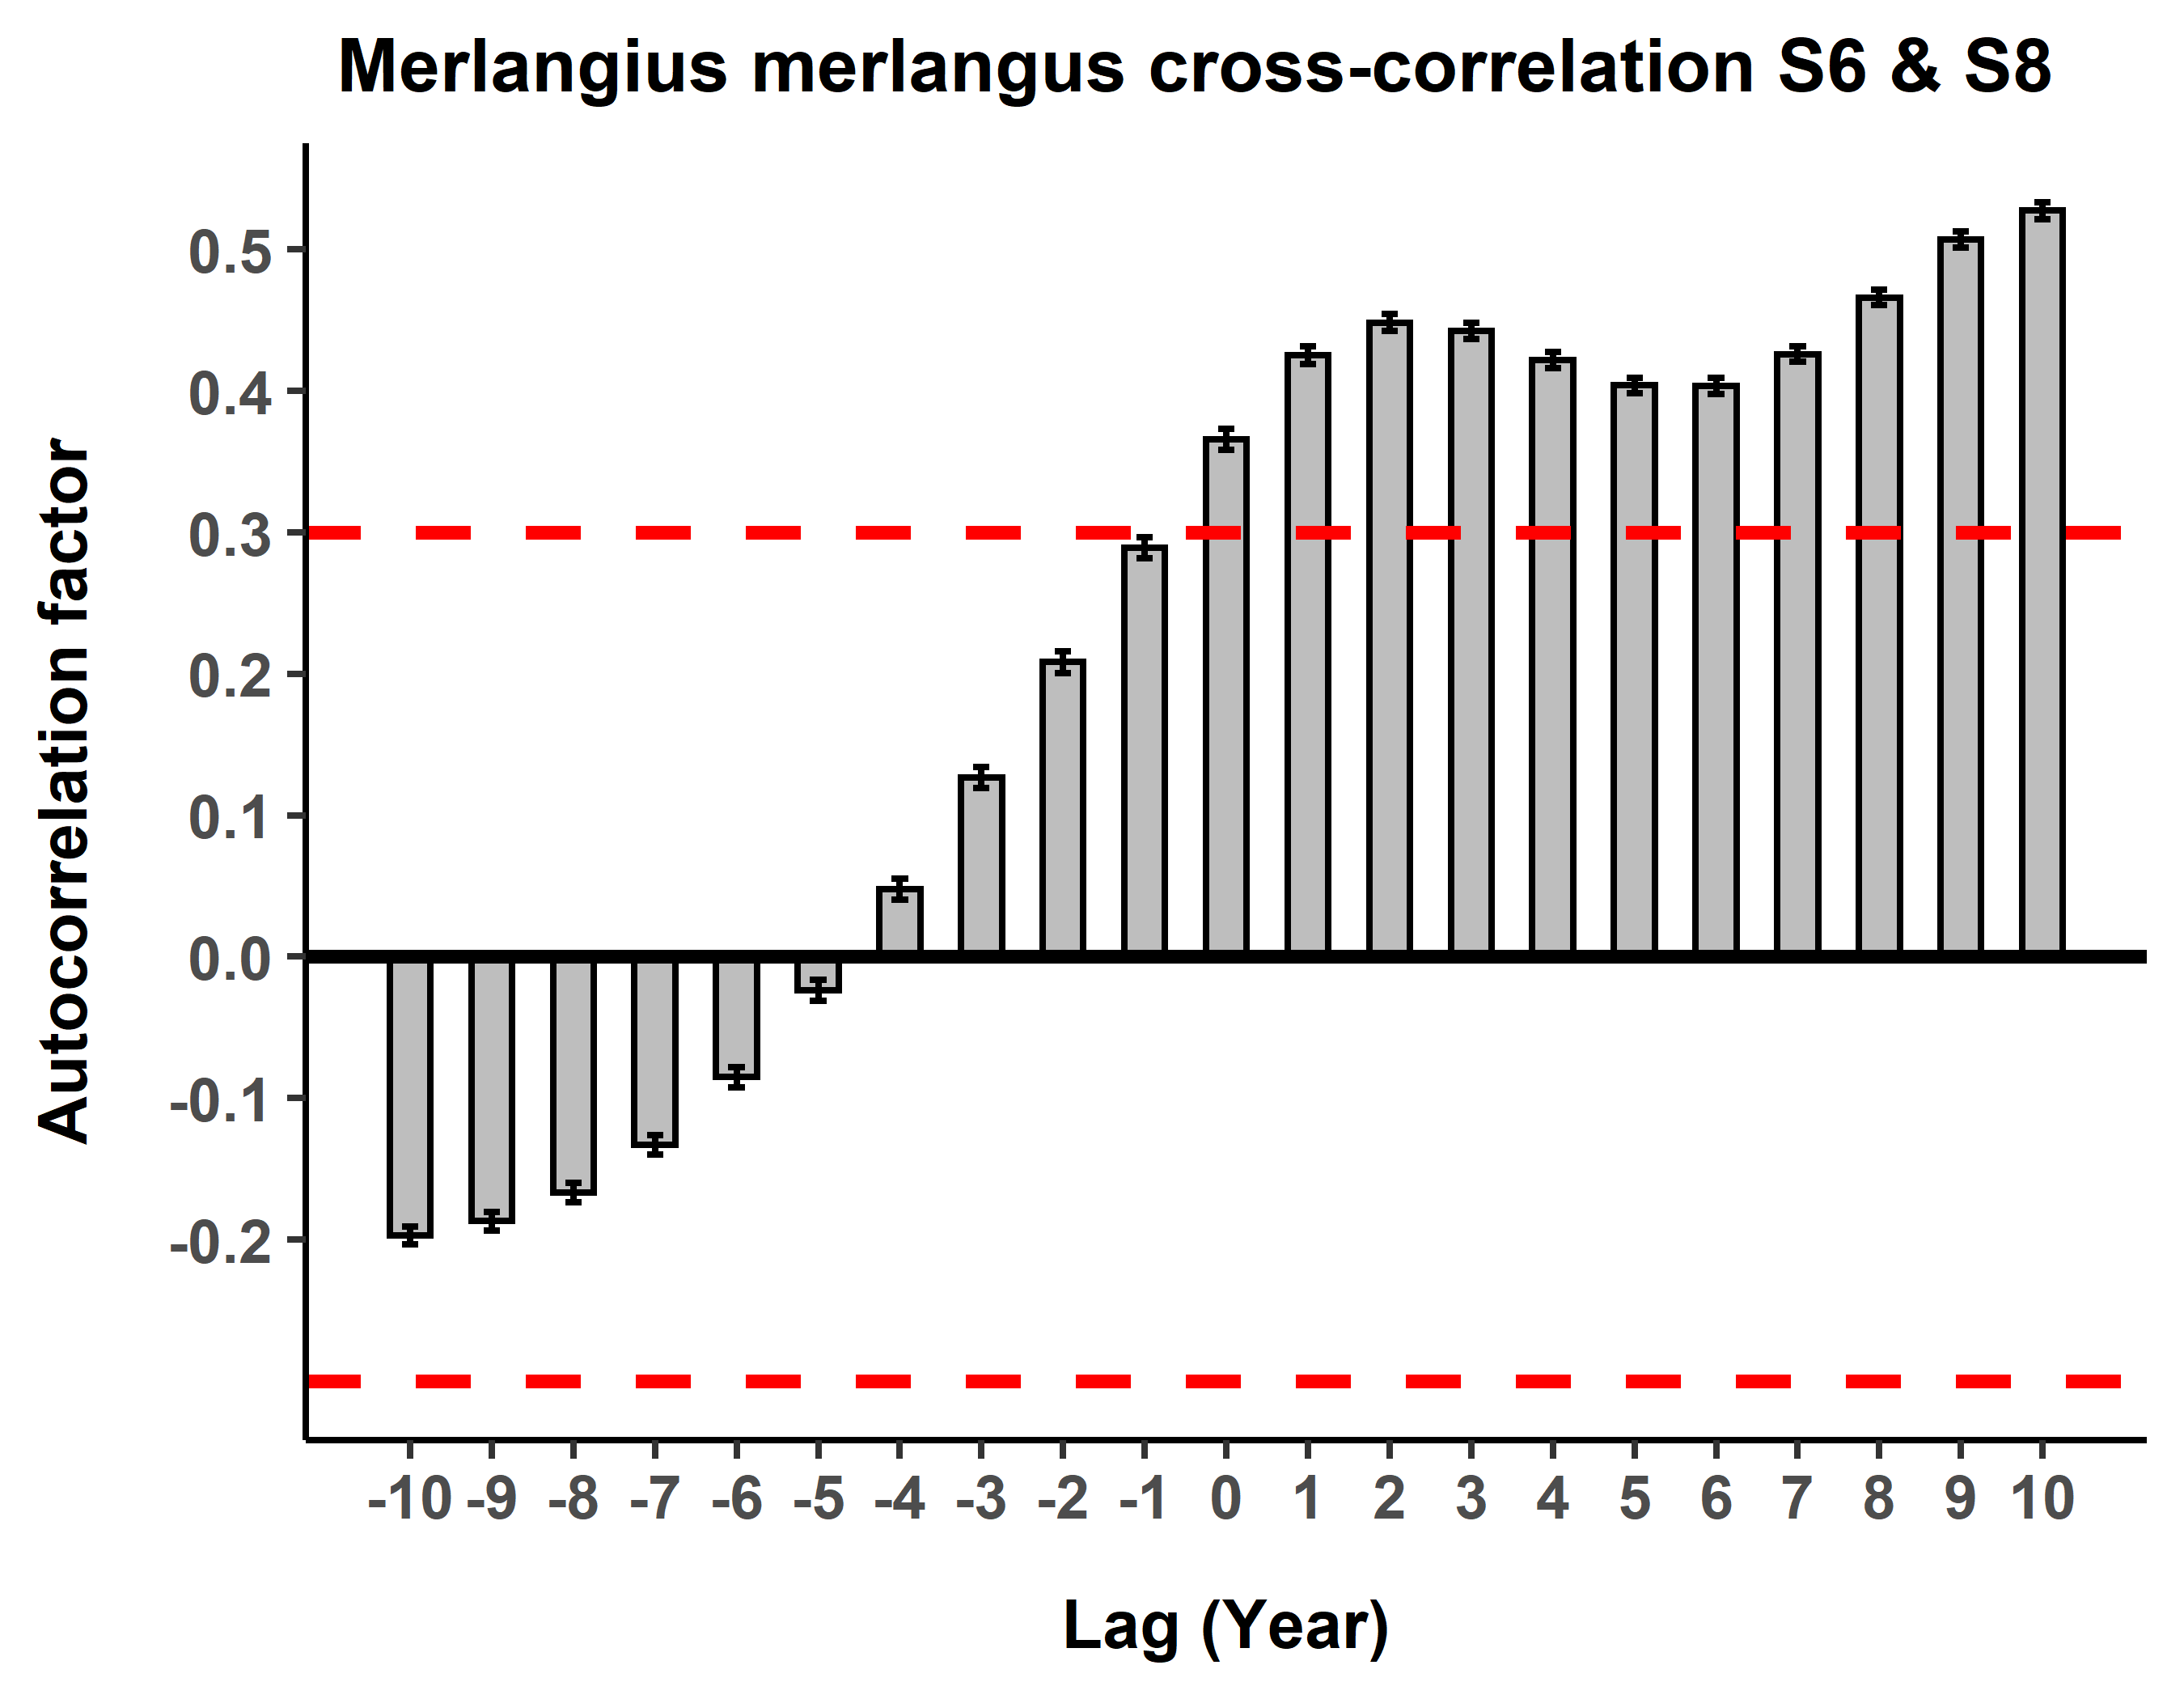 Merlangius merlangus cross-correlation S6 & S8
Autocorrelation factor
0.5
0.4
0.3
0.2
0.1
0.0
-0.1
-0.2
-10 -9 -8 -7 -6 -5 -4 -3 -2 -1 0 1 2 3 4 5 6 7 8 9 10
Lag (Year)